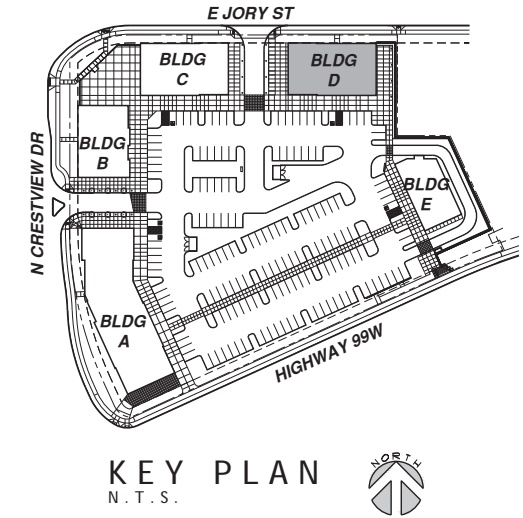 E JORY ST
BLDG
C
BLDG
D
BLDG
B
N CRESTVIEW DR
BLDG
E
BLDG
A
HIGHWAY 99W
KEY PLAN
N.T.S.
NORTH